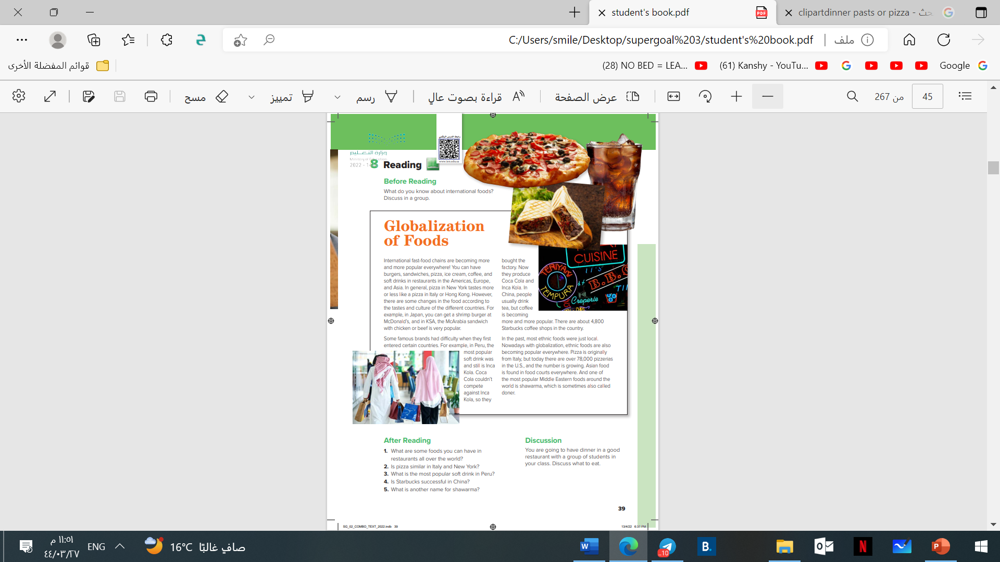 student's book.pdf
clipartdinner pasts or pizza - بحث
C:/Users/smile/Desktop/supergoal%203/student's%20book.pdf
ملف
قوائم المفضلة الأخرى
(28) NO BED = LEA...
(61) Kanshy - YouTu...
Google
مسح
تمييز
رسم
قراءة بصوت عالٍ
عرض الصفحة
267 من
45
رابط الدرس الرقمي
www.ien.edu.sa
وزارة التعليم
Ministry of Education
8 Reading
Before Reading
What do you know about international foods?
Discuss in a group.
Globalization
of Foods
International fast-food chains are becoming more
and more popular everywhere! You can have
burgers, sandwiches, pizza, ice cream, coffee, and
soft drinks in restaurants in the Americas, Europe,
and Asia. In general, pizza in New York tastes more
or less like a pizza in Italy or Hong Kong. However,
there are some changes in the food according to
the tastes and culture of the different countries. For
example, in Japan, you can get a shrimp burger at
McDonald's, and in KSA, the McArabia sandwich
with chicken or beef is very popular.
Some famous brands had difficulty when they first
entered certain countries. For example, in Peru, the
most popular
soft drink was
and still is Inca
Kola. Coca
Cola couldn't
compete
against Inca
Kola, so they
bought the
factory. Now
they produce
Coca Cola and
Inca Kola. In
China, people
usually drink
tea, but coffee
is becoming
more and more popular. There are about 4,800
Starbucks coffee shops in the country.
In the past, most ethnic foods were just local.
Nowadays with globalization, ethnic foods are also
becoming popular everywhere. Pizza is originally
from Italy, but today there are over 78,000 pizzerias
in the U.S., and the number is growing. Asian food
is found in food courts everywhere. And one of
the most popular Middle Eastern foods around the
world is shawarma, which is sometimes also called
doner.
CUISINE
TERIYAKI
TEMPURA
B.B.Q
Creperie
After Reading
1. What are some foods you can have in
restaurants all over the world?
2. Is pizza similar in Italy and New York?
3. What is the most popular soft drink in Peru?
4. Is Starbucks successful in China?
5. What is another name for shawarma?
Discussion
You are going to have dinner in a good
restaurant with a group of students in
your class. Discuss what to eat.
39
SG_02_COMBO_TEXT_2022.indb 39
13/4/22 6:37 PM
١١:٥١ م
٤٤/٠٣/٢٧
ENG
16°C صافٍ غالبًا